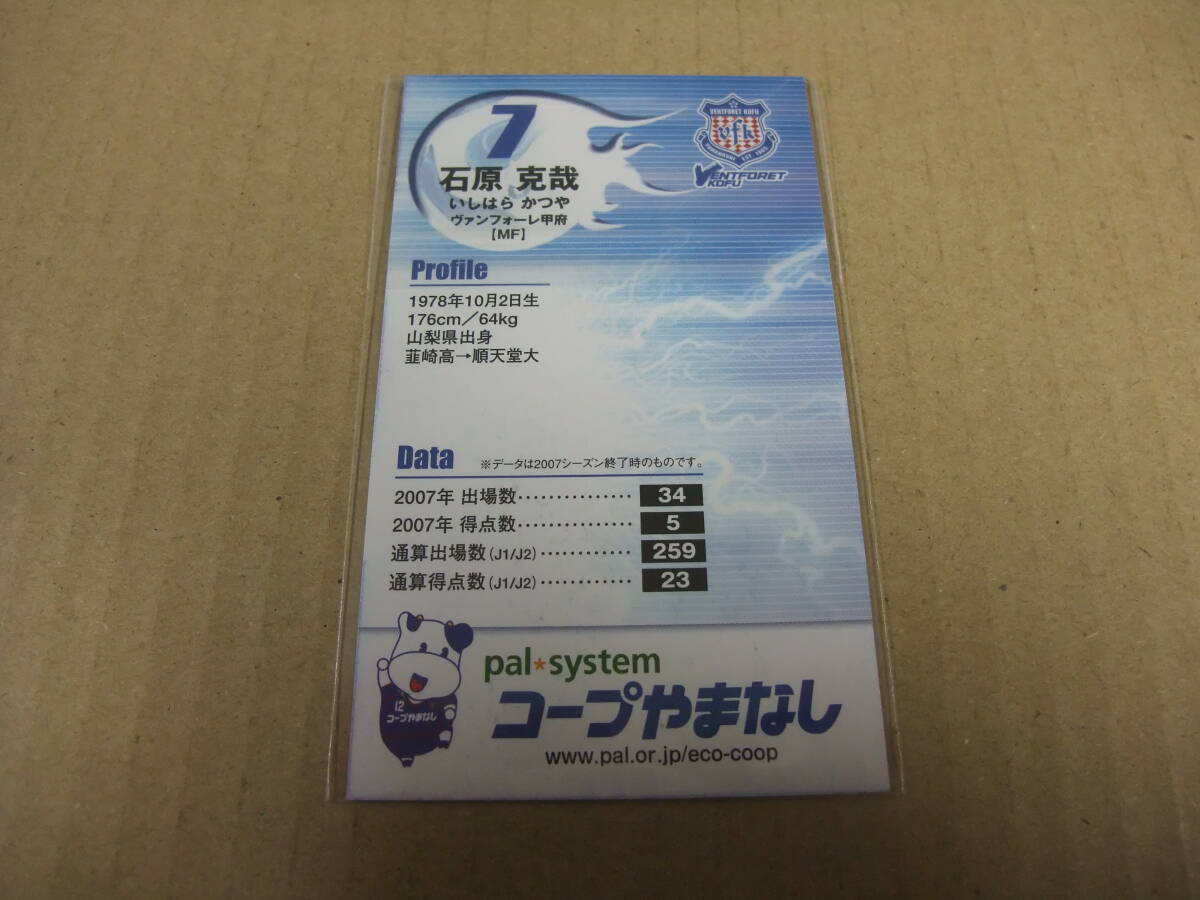 7
石原 克哉
いしはら かつや
ヴァンフォーレ甲府
【MF】
VENTFORET KOFU
vfk
VENTFORET
KOFU
Profile
1978年10月2日生
176cm／64kg
山梨県出身
韮崎高→順天堂大
Data ※データは2007シーズン終了時のものです。
2007年 出場数・・・・・・・・・・・・・・・ 34
2007年 得点数・・・・・・・・・・・・・・・ 5
通算出場数(J1/J2)・・・・・・・・・・・・ 259
通算得点数(J1/J2)・・・・・・・・・・・・ 23
12
コープやまなし
pal*system
コープやまなし
www.pal.or.jp/eco-coop